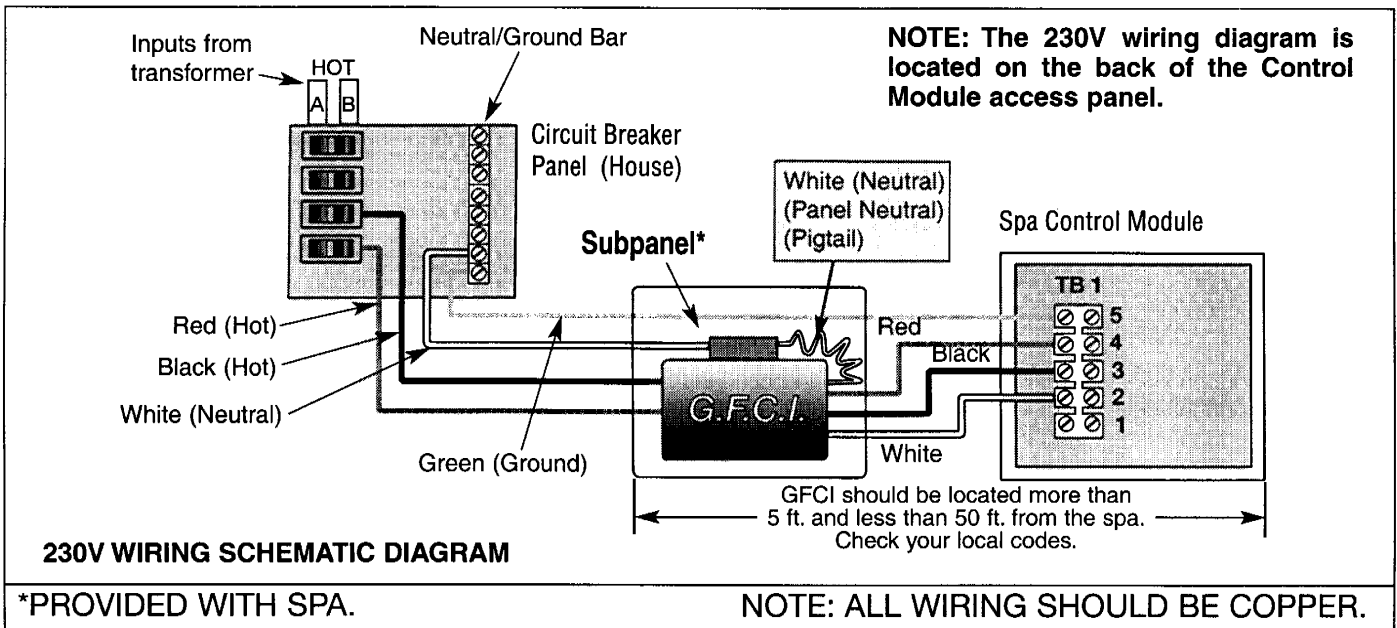 Inputs from
transformer
HOT
A B
Neutral/Ground Bar
NOTE: The 230V wiring diagram is
located on the back of the Control
Module access panel.
Circuit Breaker
Panel (House)
White (Neutral)
(Panel Neutral)
(Pigtail)
Subpanel*
Spa Control Module
TB 1
5
4
3
2
1
Red (Hot)
Black (Hot)
White (Neutral)
Green (Ground)
Red
Black
G.F.C.I.
White
GFCI should be located more than
5 ft. and less than 50 ft. from the spa.
Check your local codes.
230V WIRING SCHEMATIC DIAGRAM
*PROVIDED WITH SPA.
NOTE: ALL WIRING SHOULD BE COPPER.